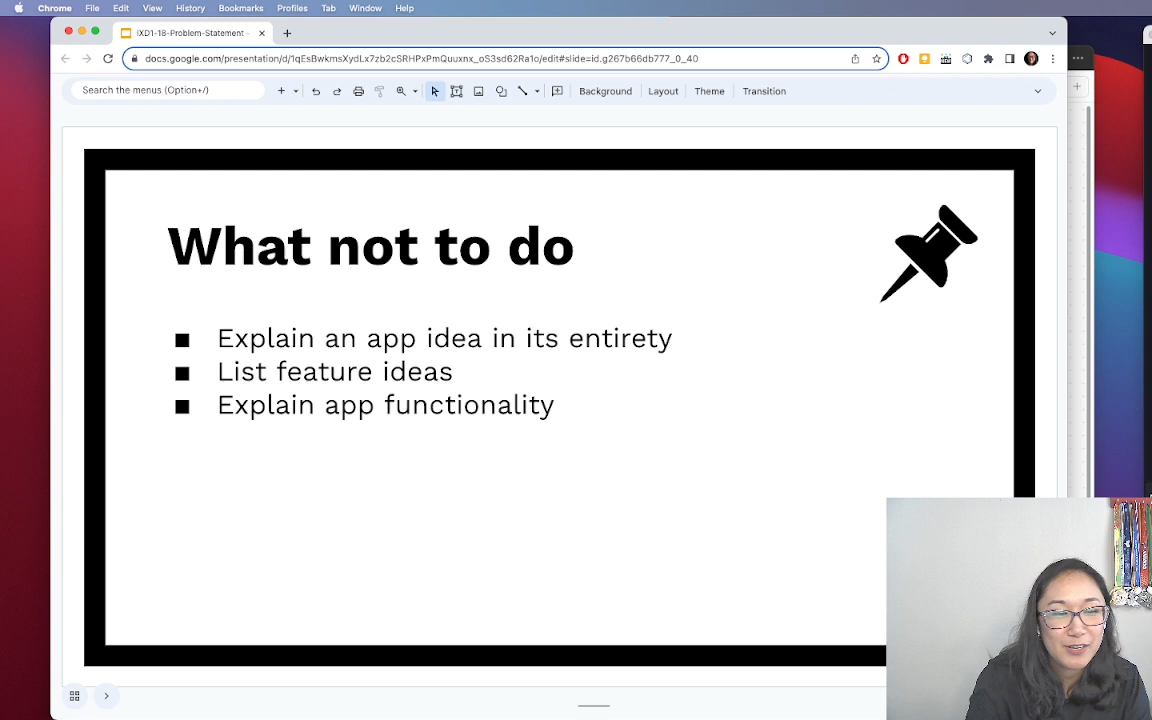 Chrome File Edit View History Bookmarks Profiles Tab Window Help
IXD1-18-Problem-Statement -
docs.google.com/presentation/d/1qEsBwkmsXydLx7zb2cSRHPxPmQuuxnx_oS3sd62Ra1o/edit#slide=id.g267b66db777_0_40
Search the menus (Option+/)
Background Layout Theme Transition
What not to do
■ Explain an app idea in its entirety
■ List feature ideas
■ Explain app functionality